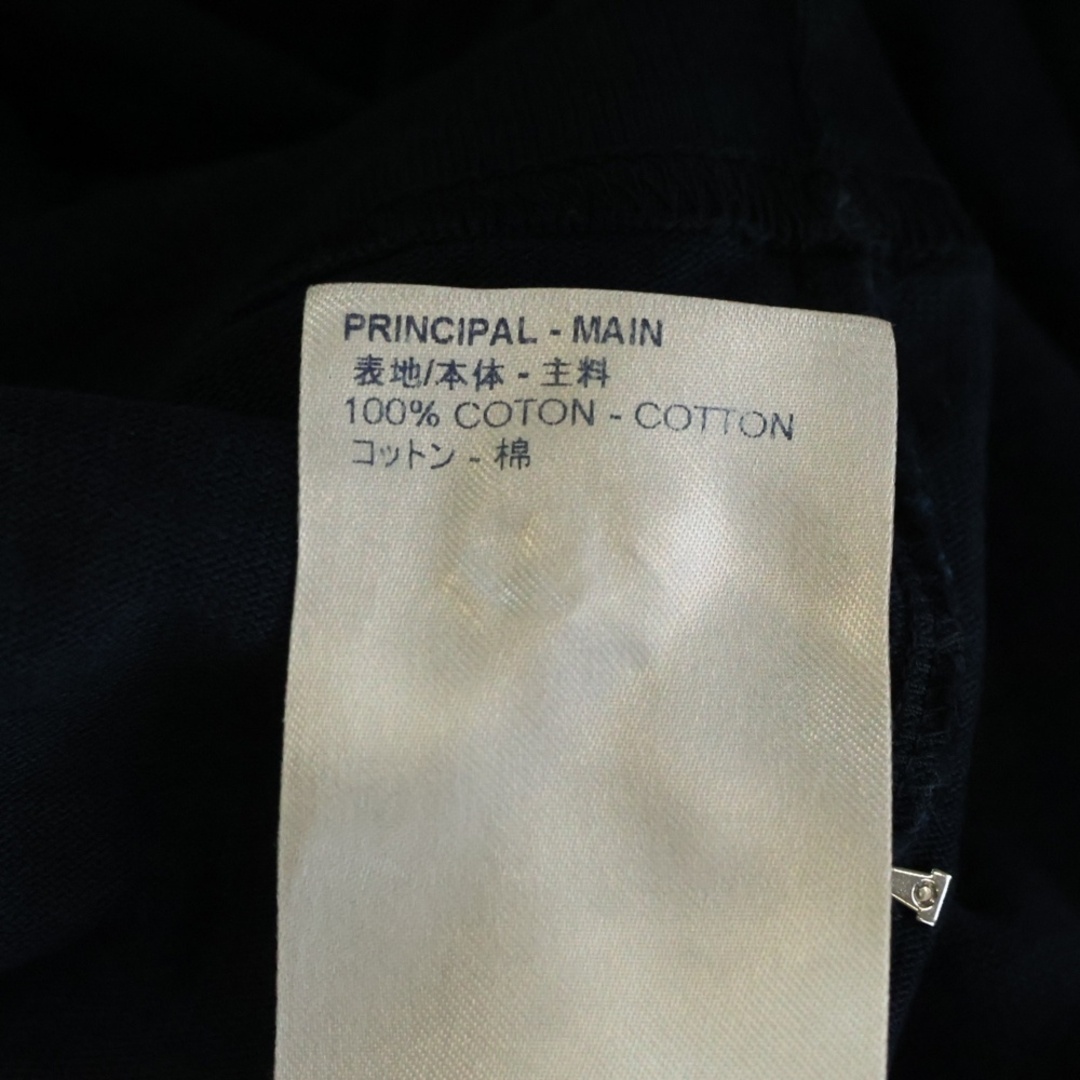 PRINCIPAL - MAIN
表地/本体 - 主料
100% COTON - COTTON
コットン - 棉